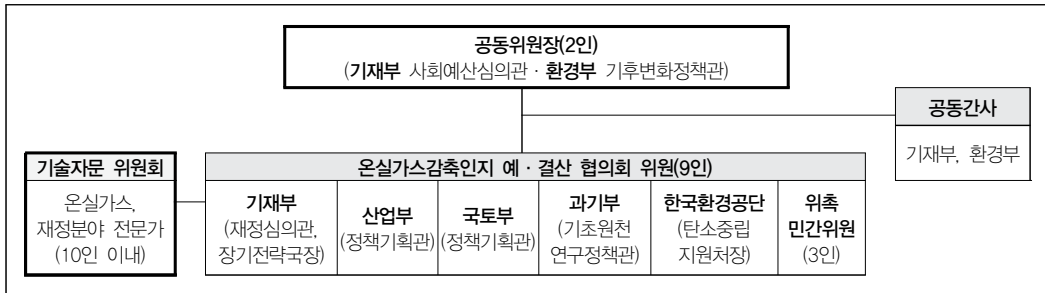 공동위원장(2인)
(기재부 사회예산심의관 · 환경부 기후변화정책관)
공동간사
기재부, 환경부
기술자문 위원회
온실가스,
재정분야 전문가
(10인 이내)
온실가스감축인지 예 · 결산 협의회 위원(9인)
기재부
(재정심의관,
장기전략국장)
산업부
(정책기획관)
국토부
(정책기획관)
과기부
(기초원천
연구정책관)
한국환경공단
(탄소중립
지원처장)
위촉
민간위원
(3인)